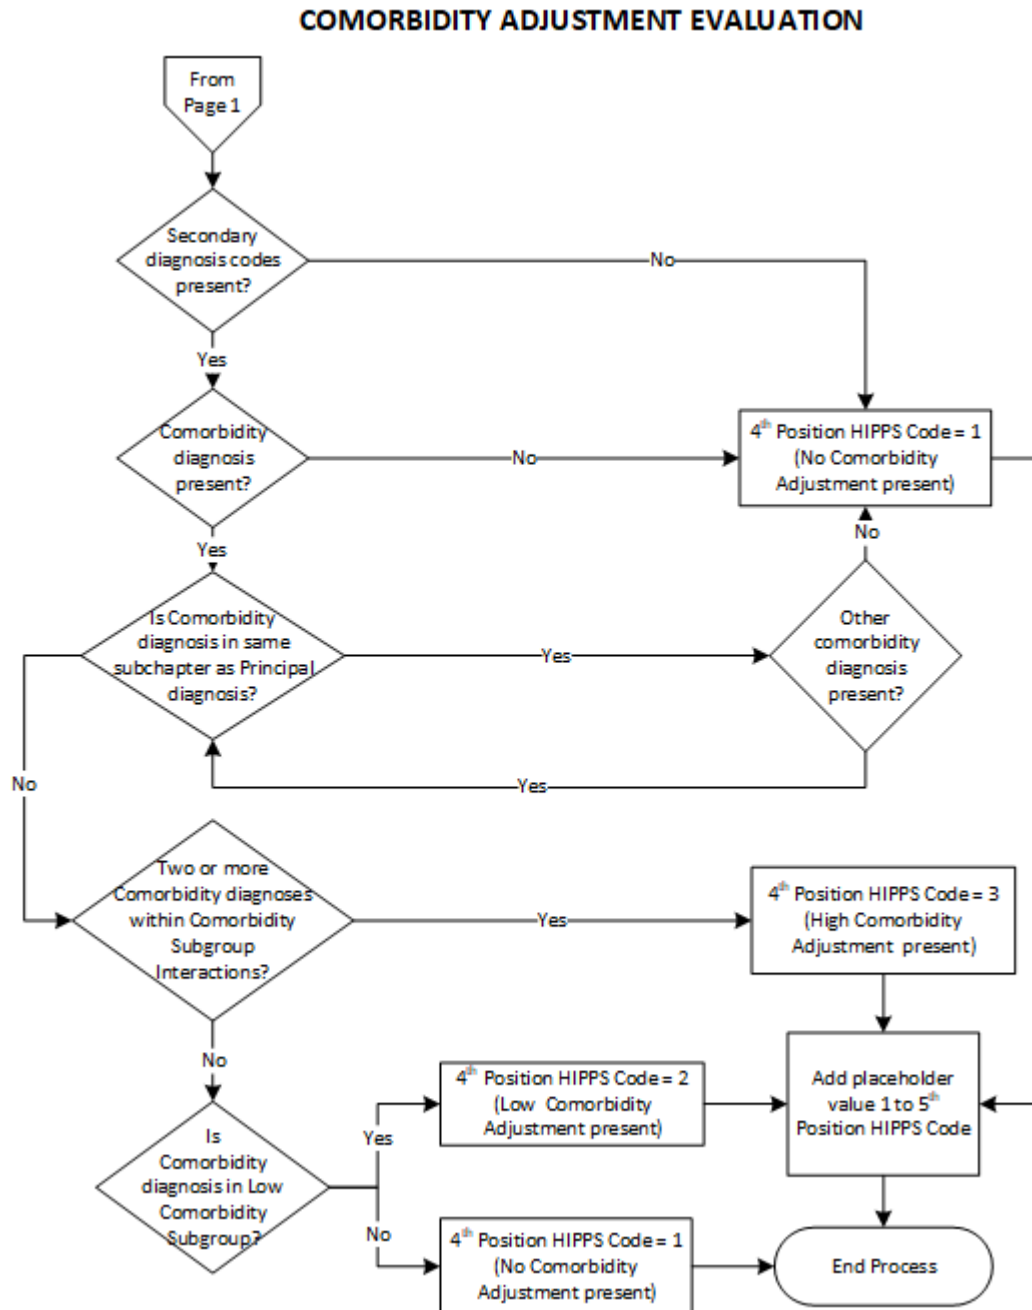 COMORBIDITY ADJUSTMENT EVALUATION
From
Page 1
Secondary
diagnosis codes
present?
No
Yes
Comorbidity
diagnosis
present?
No
4th Position HIPPS Code = 1
(No Comorbidity
Adjustment present)
Yes
No
Is Comorbidity
diagnosis in same
subchapter as Principal
diagnosis?
Yes
Other
comorbidity
diagnosis
present?
No
Yes
Two or more
Comorbidity diagnoses
within Comorbidity
Subgroup
Interactions?
Yes
4th Position HIPPS Code = 3
(High Comorbidity
Adjustment present)
No
4th Position HIPPS Code = 2
(Low Comorbidity
Adjustment present)
Add placeholder
value 1 to 5th
Position HIPPS Code
Is
Comorbidity
diagnosis in Low
Comorbidity
Subgroup?
Yes
No
4th Position HIPPS Code = 1
(No Comorbidity
Adjustment present)
End Process